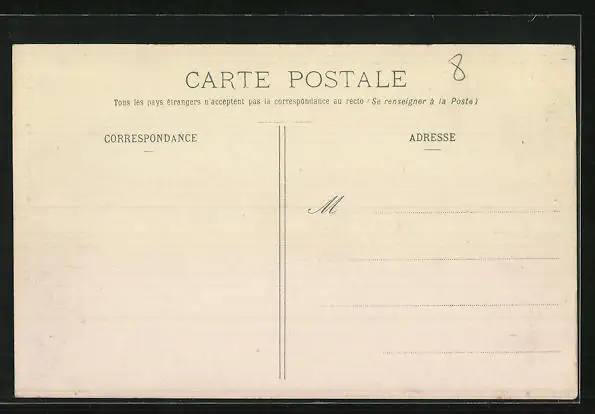 8
CARTE POSTALE
Tous les pays étrangers n'acceptent pas la correspondance au recto (Se renseigner à la Poste)
CORRESPONDANCE
ADRESSE
M